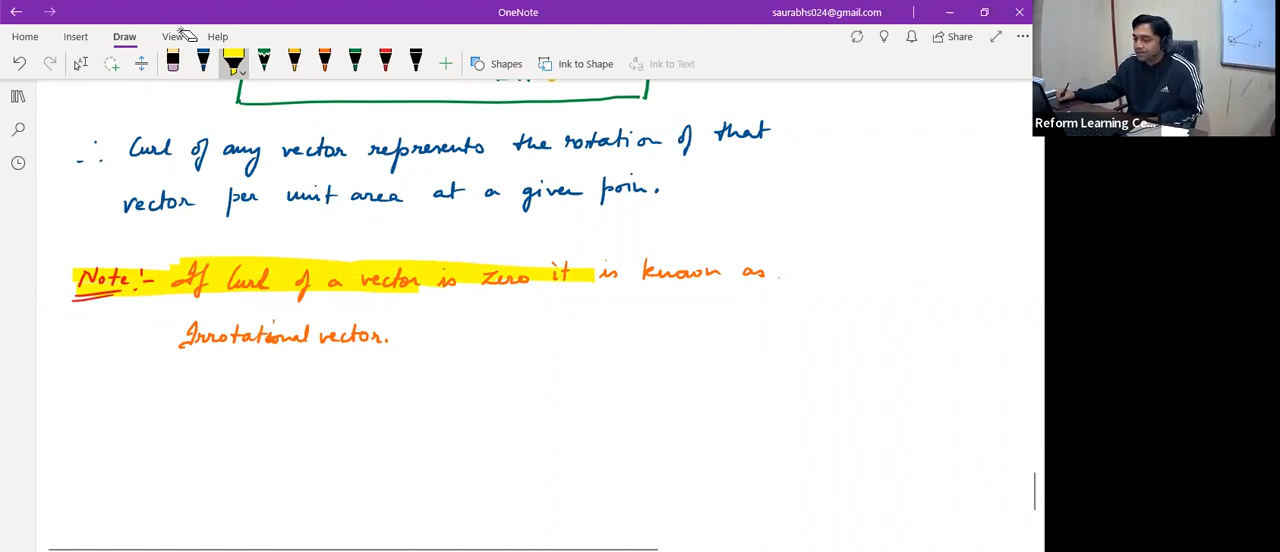 OneNote
saurabhs024@gmail.com
Home
Insert
Draw
View
Help
Share
Shapes
Ink to Shape
Ink to Text
Reform Learning Ce...
∴ Curl of any vector represents the rotation of that
vector per unit area at a given poin.
Note:- If Curl of a vector is zero it is known as
Irrotational vector.